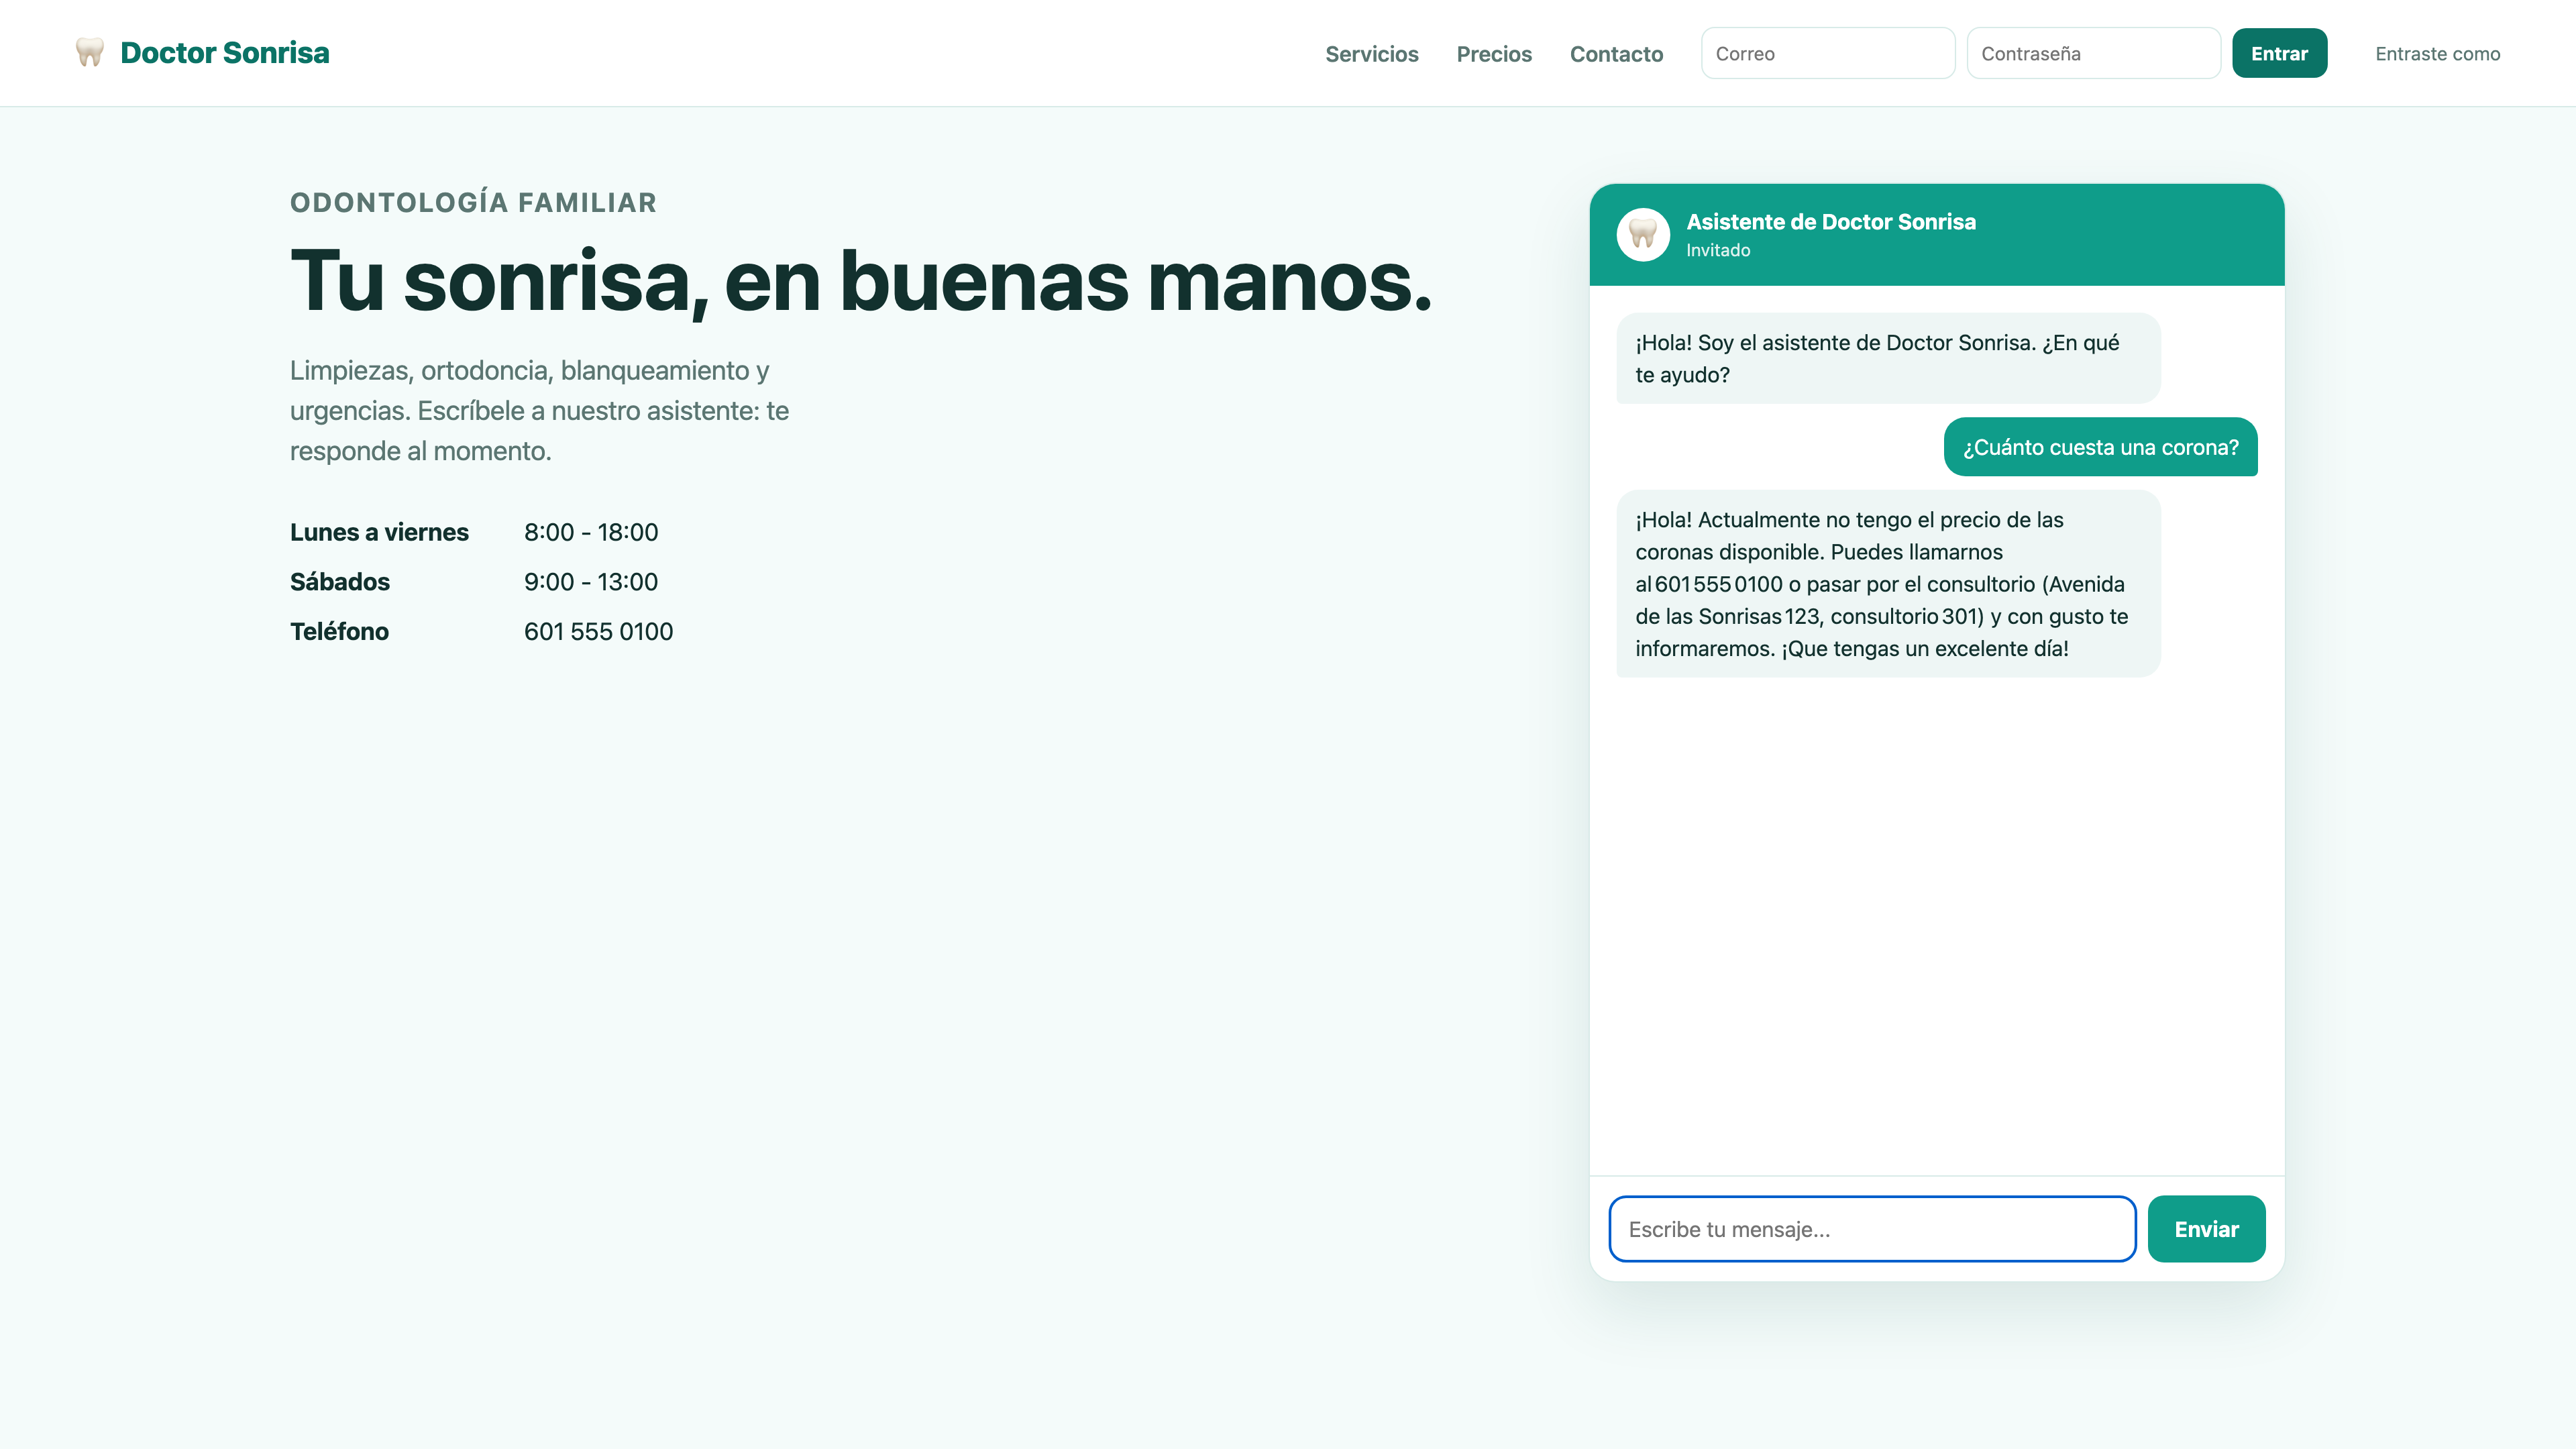 Doctor Sonrisa
Servicios
Precios
Contacto
Correo
Contraseña
Entrar
Entraste como
ODONTOLOGÍA FAMILIAR
Tu sonrisa, en buenas manos.
Limpiezas, ortodoncia, blanqueamiento y
urgencias. Escríbele a nuestro asistente: te
responde al momento.
Lunes a viernes 8:00 - 18:00
Sábados 9:00 - 13:00
Teléfono 601 555 0100
Asistente de Doctor Sonrisa
Invitado
¡Hola! Soy el asistente de Doctor Sonrisa. ¿En qué
te ayudo?
¿Cuánto cuesta una corona?
¡Hola! Actualmente no tengo el precio de las
coronas disponible. Puedes llamarnos
al 601 555 0100 o pasar por el consultorio (Avenida
de las Sonrisas 123, consultorio 301) y con gusto te
informaremos. ¡Que tengas un excelente día!
Escribe tu mensaje...
Enviar